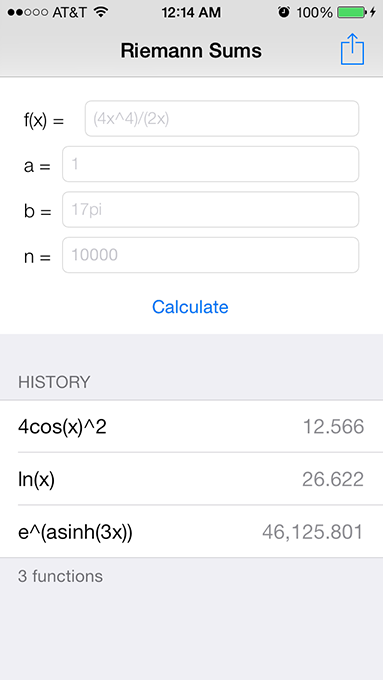 AT&T 12:14 AM 100%
Riemann Sums
f(x) = (4x^4)/(2x)
a = 1
b = 17pi
n = 10000
Calculate
HISTORY
4cos(x)^2 12.566
ln(x) 26.622
e^(asinh(3x)) 46,125.801
3 functions